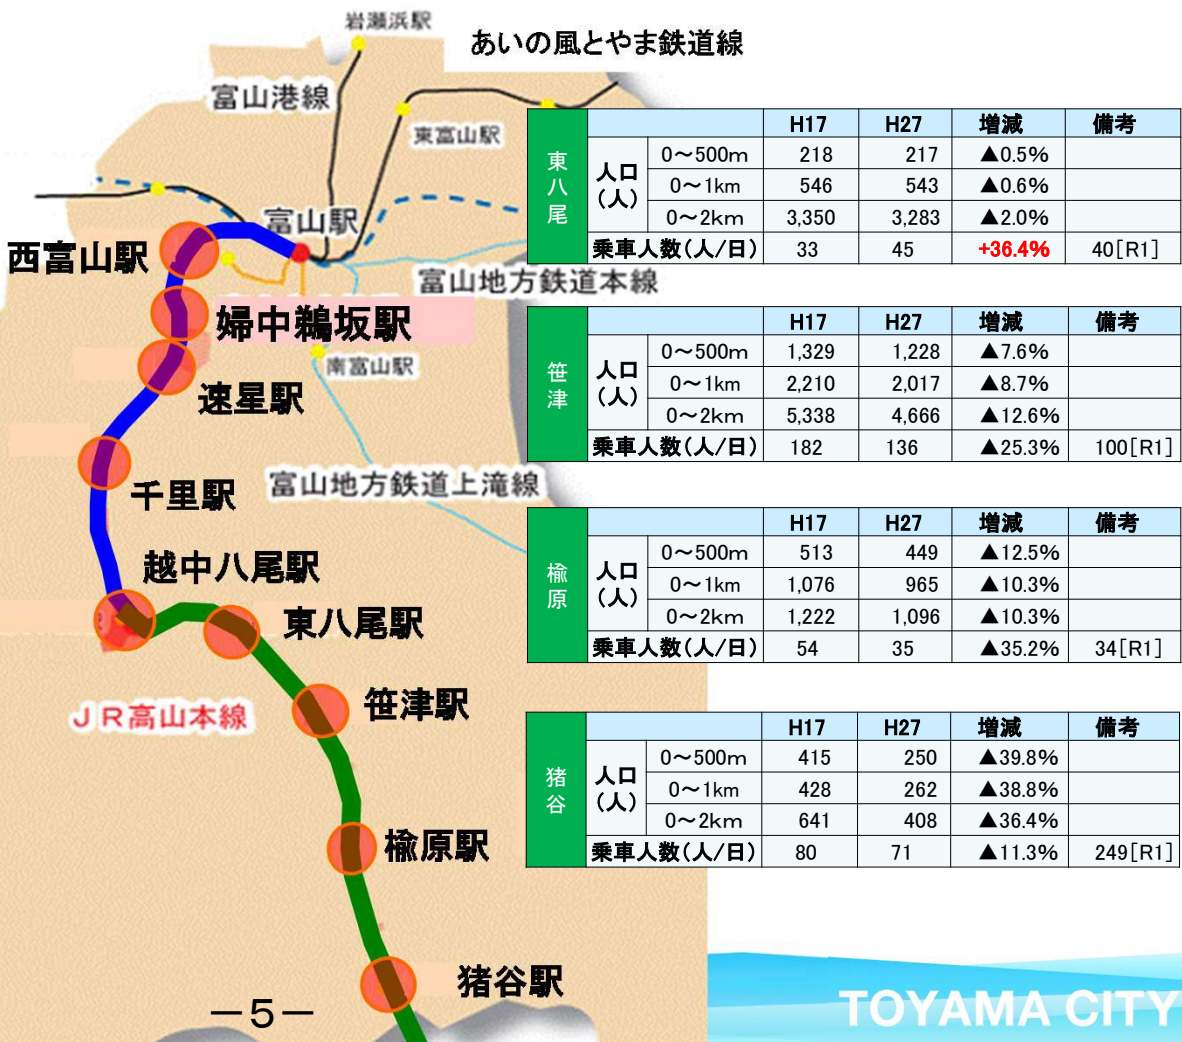 岩瀬浜駅
あいの風とやま鉄道線
富山港線
東富山駅
富山駅
西富山駅
富山地方鉄道本線
婦中鵜坂駅
南富山駅
速星駅
富山地方鉄道上滝線
千里駅
越中八尾駅
東八尾駅
JR高山本線
笹津駅
楡原駅
猪谷駅
-5-
東八尾
H17 H27 増減 備考
人口(人)
0~500m 218 217 ▲0.5%
0~1km 546 543 ▲0.6%
0~2km 3,350 3,283 ▲2.0%
乗車人数(人/日) 33 45 +36.4% 40[R1]
笹津
H17 H27 増減 備考
人口(人)
0~500m 1,329 1,228 ▲7.6%
0~1km 2,210 2,017 ▲8.7%
0~2km 5,338 4,666 ▲12.6%
乗車人数(人/日) 182 136 ▲25.3% 100[R1]
楡原
H17 H27 増減 備考
人口(人)
0~500m 513 449 ▲12.5%
0~1km 1,076 965 ▲10.3%
0~2km 1,222 1,096 ▲10.3%
乗車人数(人/日) 54 35 ▲35.2% 34[R1]
猪谷
H17 H27 増減 備考
人口(人)
0~500m 415 250 ▲39.8%
0~1km 428 262 ▲38.8%
0~2km 641 408 ▲36.4%
乗車人数(人/日) 80 71 ▲11.3% 249[R1]
TOYAMA CITY